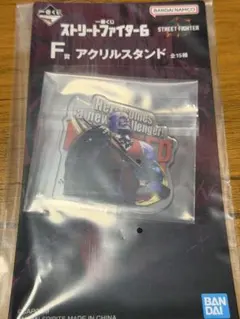 一番くじ
BANDAI NAMCO
ストリートファイター6
STREET FIGHTER
F賞 アクリルスタンド 全15種
Here comes
a new challenger!
BAN
DAI
MADE IN CHINA